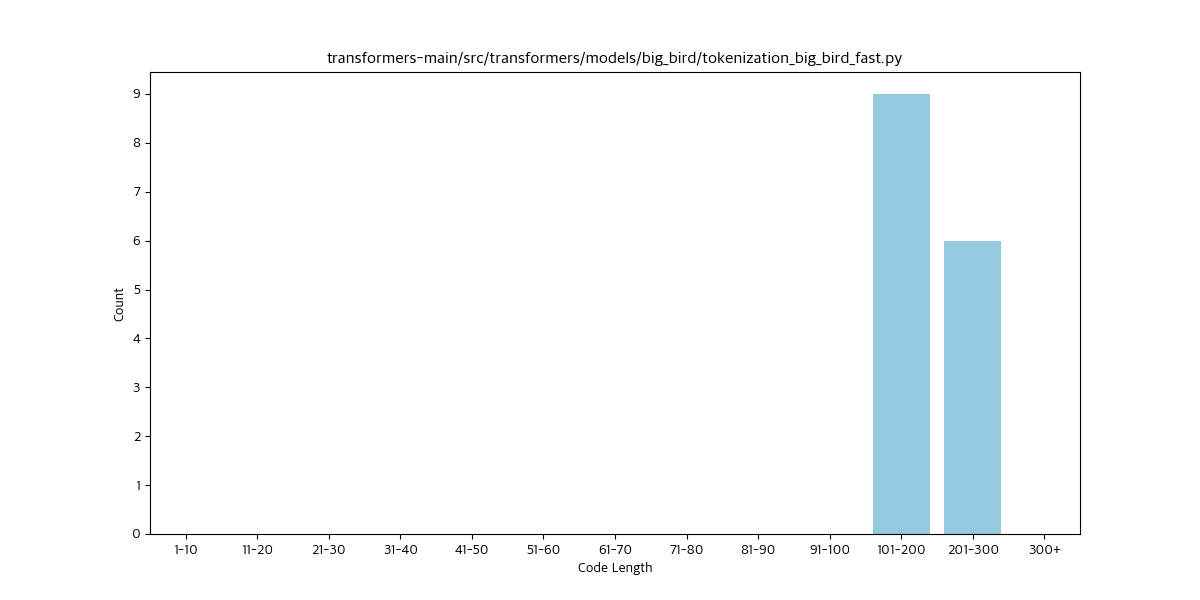 transformers-main/src/transformers/models/big_bird/tokenization_big_bird_fast.py
9
8
7
6
5
4
3
2
1
0
Count
1-10 11-20 21-30 31-40 41-50 51-60 61-70 71-80 81-90 91-100 101-200 201-300 300+
Code Length